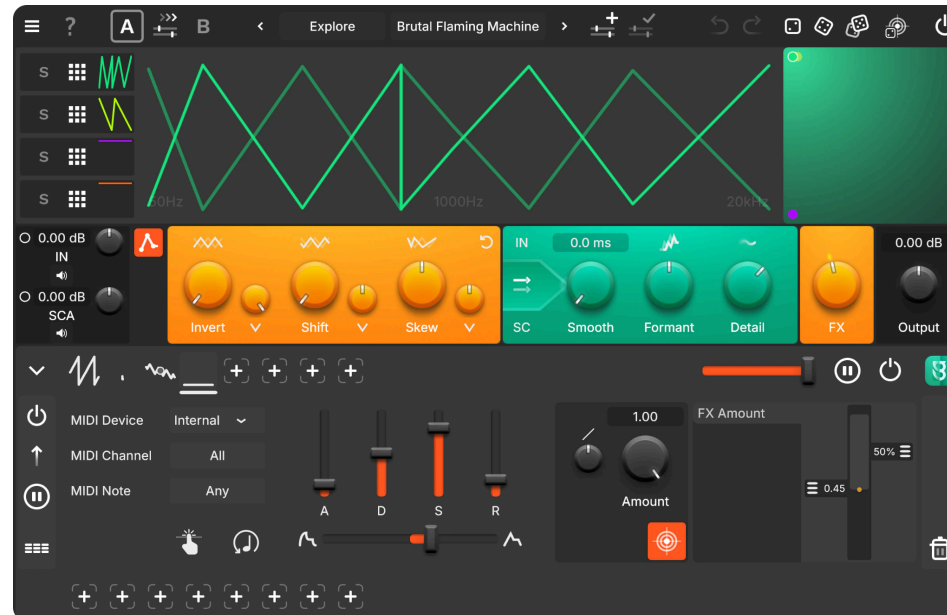 ? A B Explore Brutal Flaming Machine
S
S
S
S
50Hz 1000Hz 20kHz
0.00 dB
IN
0.00 dB
SCA
Invert Shift Skew
IN 0.0 ms
SC Smooth Formant Detail
FX
0.00 dB
Output
MIDI Device Internal
MIDI Channel All
MIDI Note Any
A D S R
1.00
Amount
FX Amount
50%
0.45